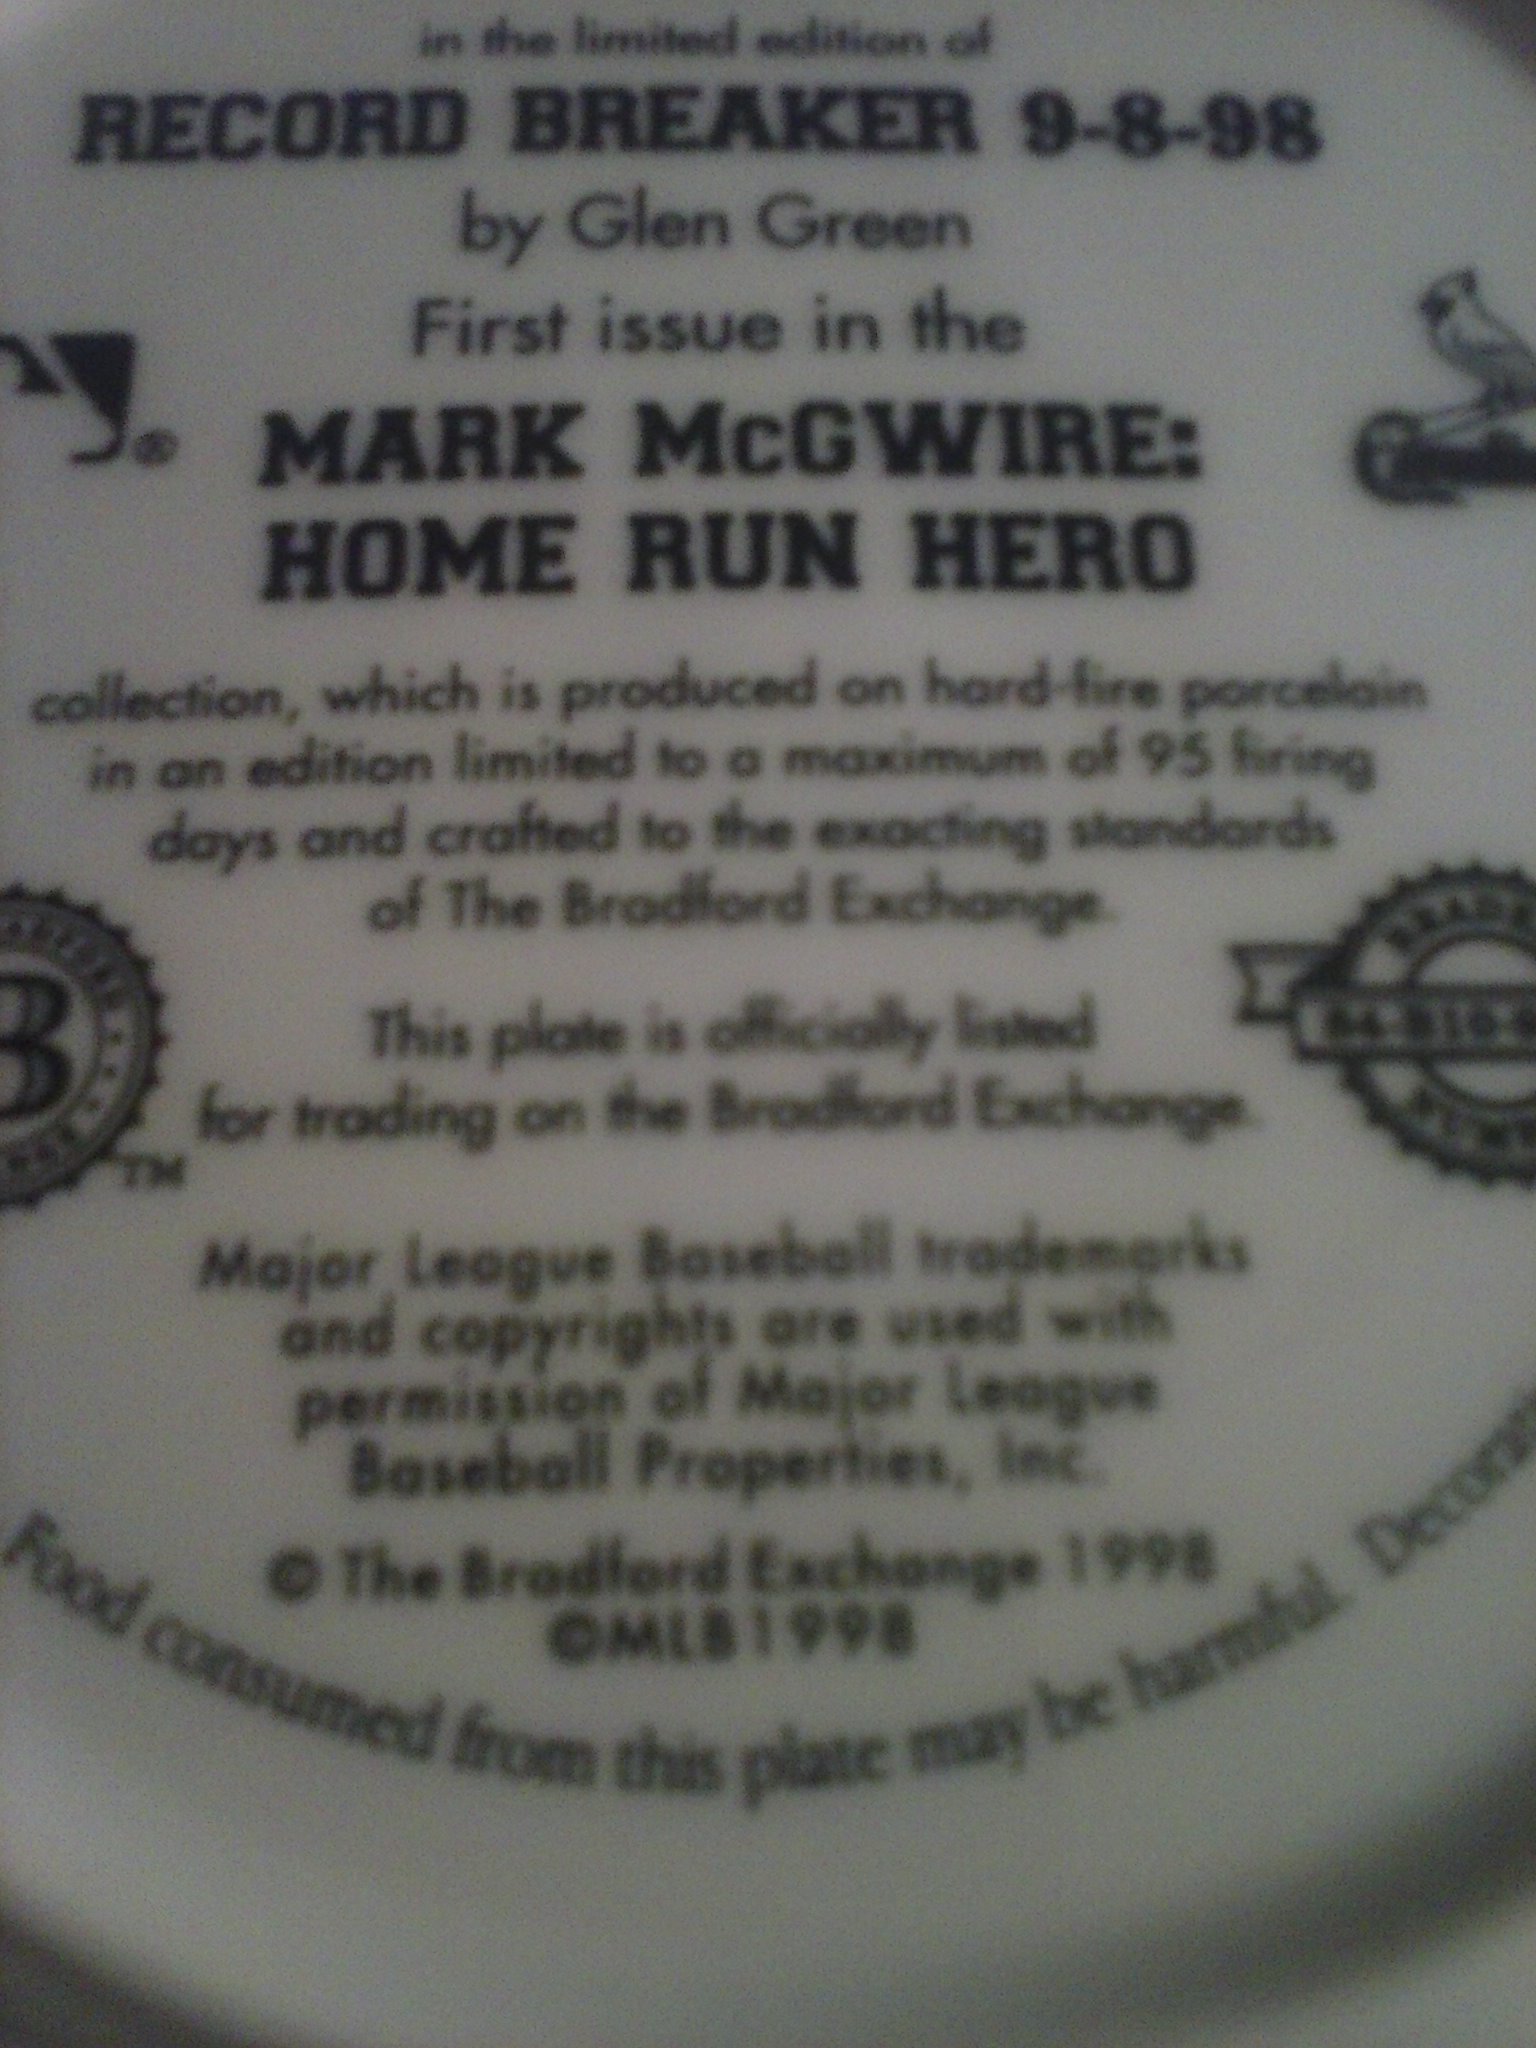 in the limited edition of
RECORD BREAKER 9-8-98
by Glen Green
First issue in the
MARK McGWIRE:
HOME RUN HERO
collection, which is produced on hard-fire porcelain
in an edition limited to a maximum of 95 firing
days and crafted to the exacting standards
of The Bradford Exchange.
This plate is officially listed
for trading on the Bradford Exchange.
B
TM
Major League Baseball trademarks
and copyrights are used with
permission of Major League
Baseball Properties, Inc.
© The Bradford Exchange 1998
©MLB1998
Food consumed from this plate may be harmful.
®